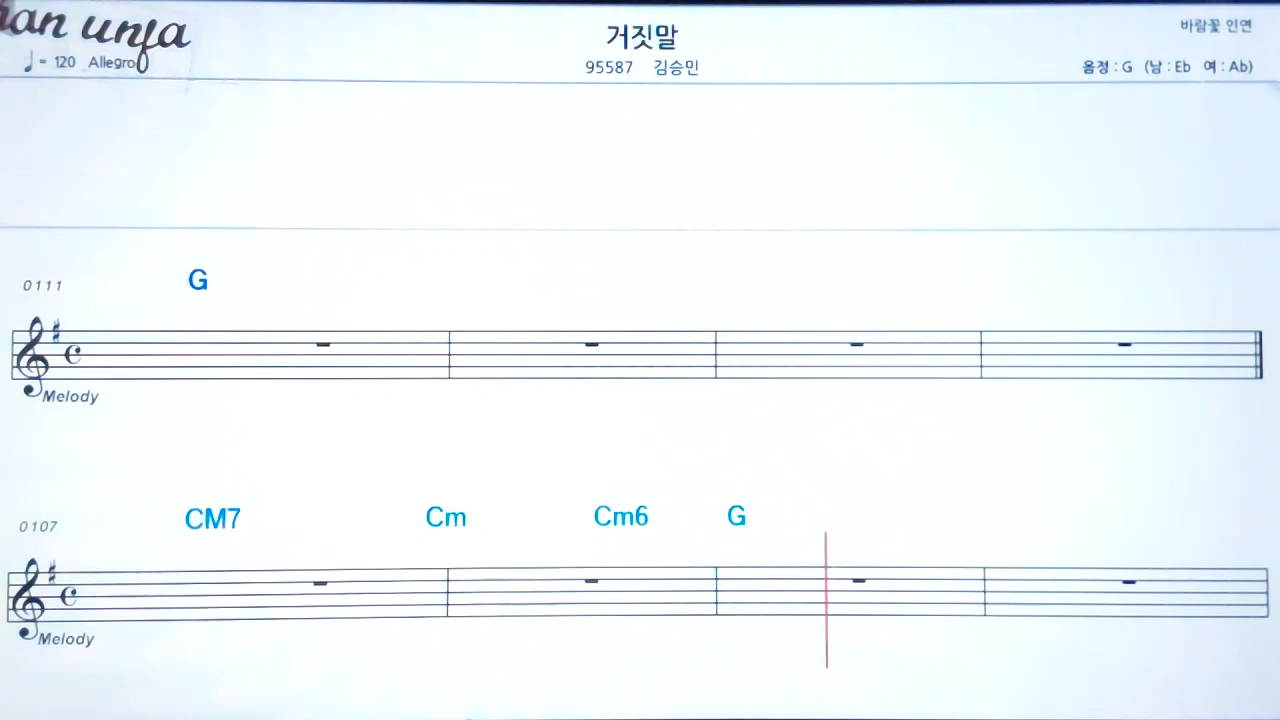 an unja
거짓말
바람꽃 인연
♩= 120 Allegro
95587 김승민
음정 : G (남 : Eb 여 : Ab)
0111
G
Melody
0107
CM7 Cm Cm6 G
Melody